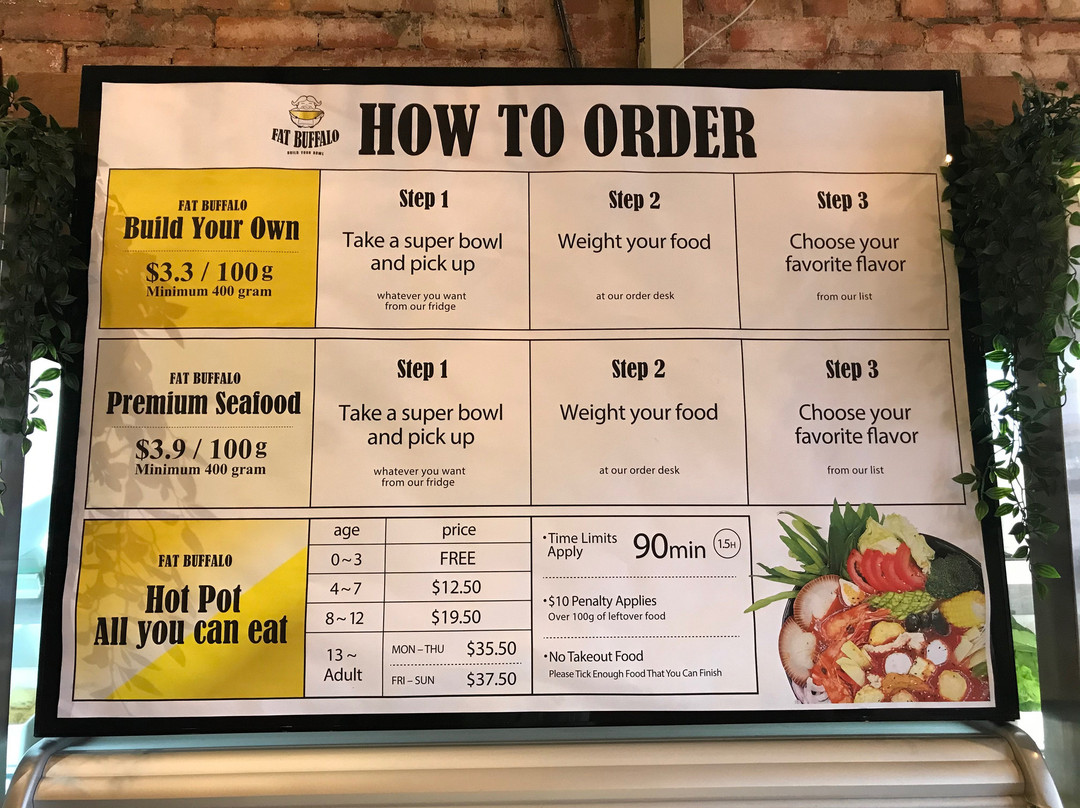 FAT BUFFALO
BUILD YOUR BOWL
HOW TO ORDER
FAT BUFFALO
Build Your Own
$3.3 / 100g
Minimum 400 gram
Step 1
Take a super bowl
and pick up
whatever you want
from our fridge
Step 2
Weight your food
at our order desk
Step 3
Choose your
favorite flavor
from our list
FAT BUFFALO
Premium Seafood
$3.9 / 100g
Minimum 400 gram
Step 1
Take a super bowl
and pick up
whatever you want
from our fridge
Step 2
Weight your food
at our order desk
Step 3
Choose your
favorite flavor
from our list
FAT BUFFALO
Hot Pot
All you can eat
age price
0~3 FREE
4~7 $12.50
8~12 $19.50
13~
Adult
MON – THU $35.50
FRI – SUN $37.50
•Time Limits
Apply
90min 1.5H
•$10 Penalty Applies
Over 100g of leftover food
•No Takeout Food
Please Tick Enough Food That You Can Finish